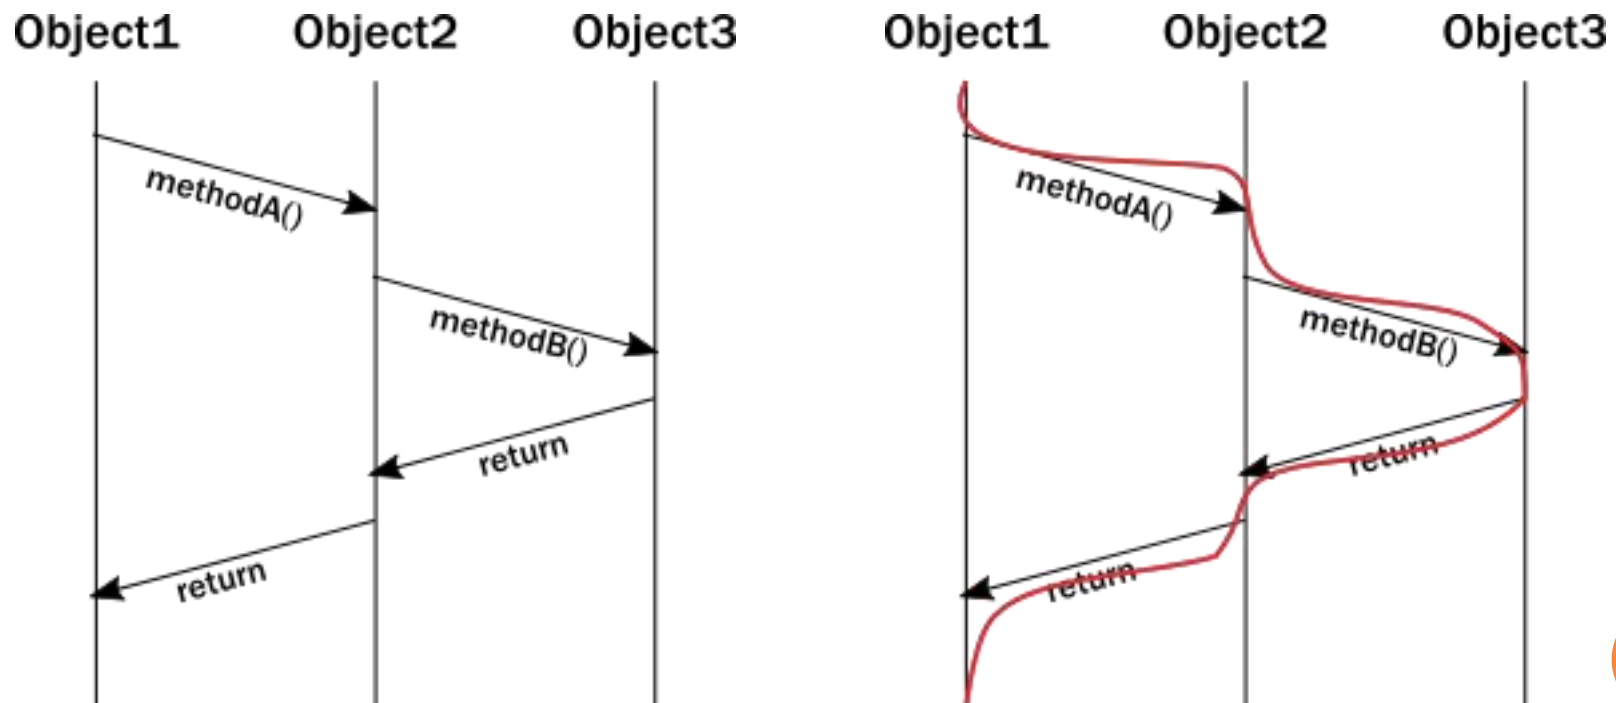 Object1 Object2 Object3 Object1 Object2 Object3
methodA() methodA()
methodB() methodB()
return return
return return